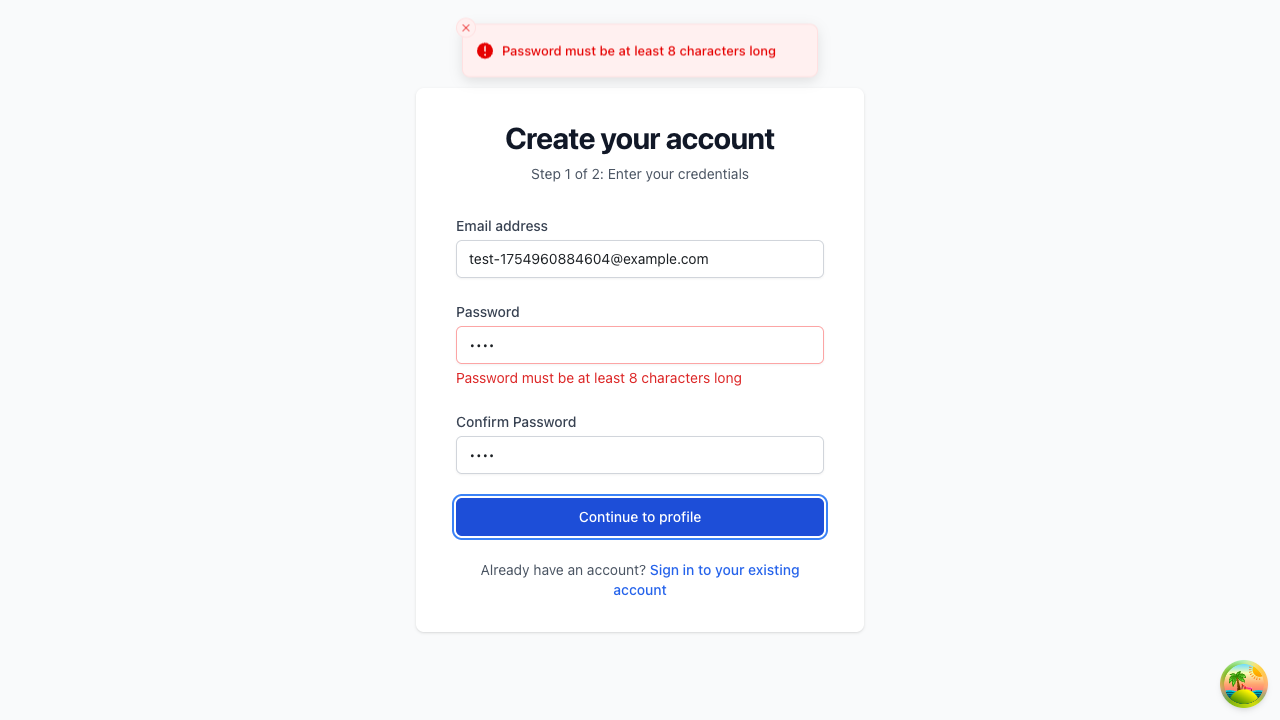 Password must be at least 8 characters long
Create your account
Step 1 of 2: Enter your credentials
Email address
test-1754960884604@example.com
Password
••••
Password must be at least 8 characters long
Confirm Password
••••
Continue to profile
Already have an account? Sign in to your existing
account